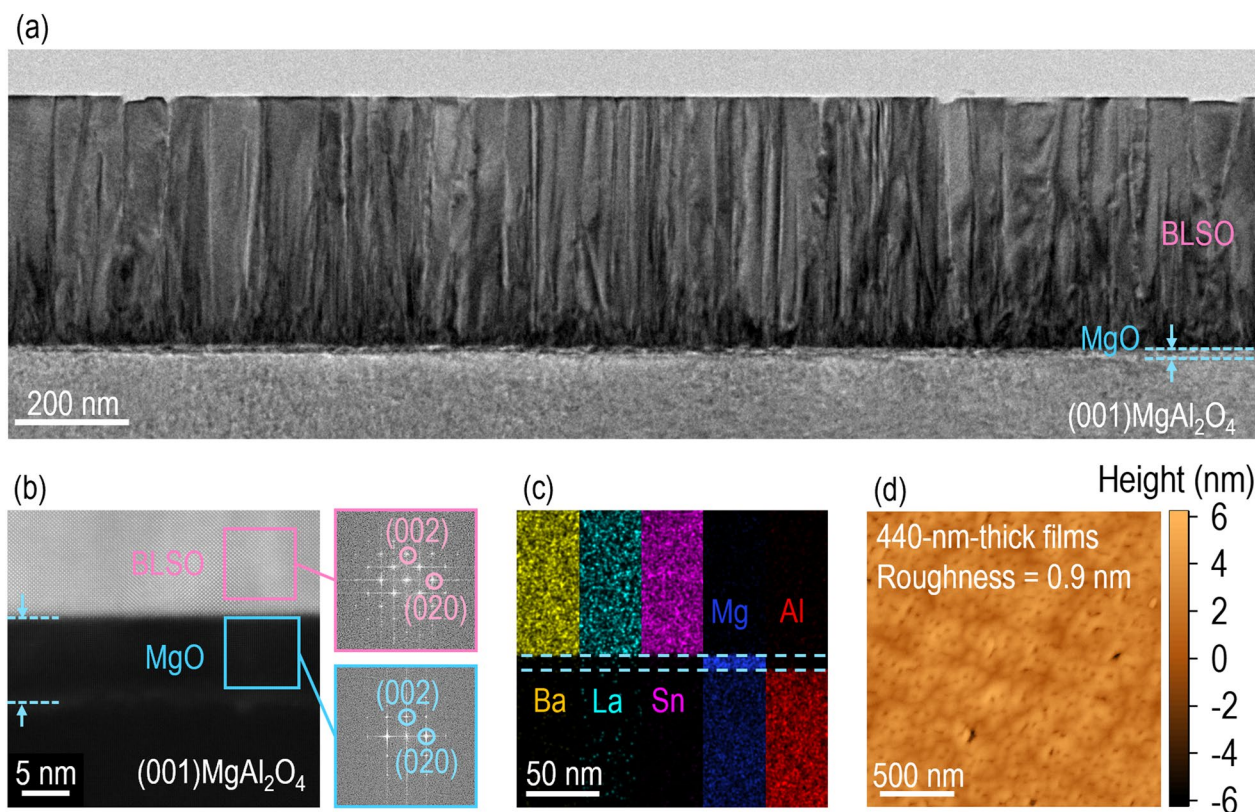 (a)
BLSO
MgO
200 nm
(001)MgAl₂O₄
(b)
BLSO
MgO
5 nm
(001)MgAl₂O₄
(002)
(020)
(002)
(020)
(c)
Mg
Al
Ba
La
Sn
50 nm
(d)
Height (nm)
440-nm-thick films
Roughness = 0.9 nm
500 nm
6
4
2
0
-2
-4
-6